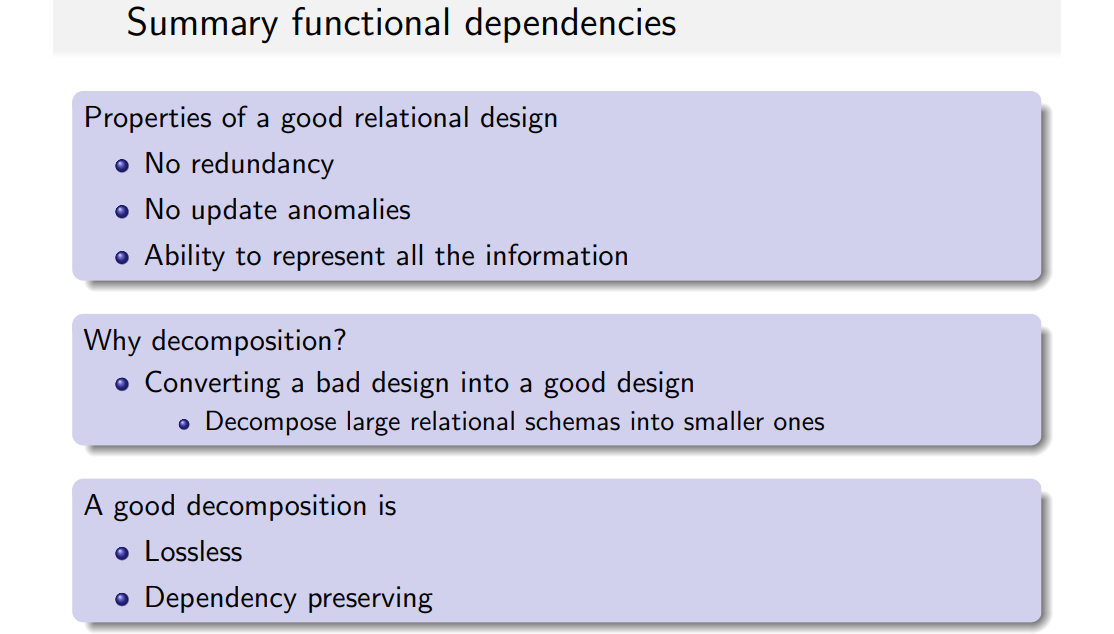 Summary functional dependencies
Properties of a good relational design
No redundancy
No update anomalies
Ability to represent all the information
Why decomposition?
Converting a bad design into a good design
Decompose large relational schemas into smaller ones
A good decomposition is
Lossless
Dependency preserving